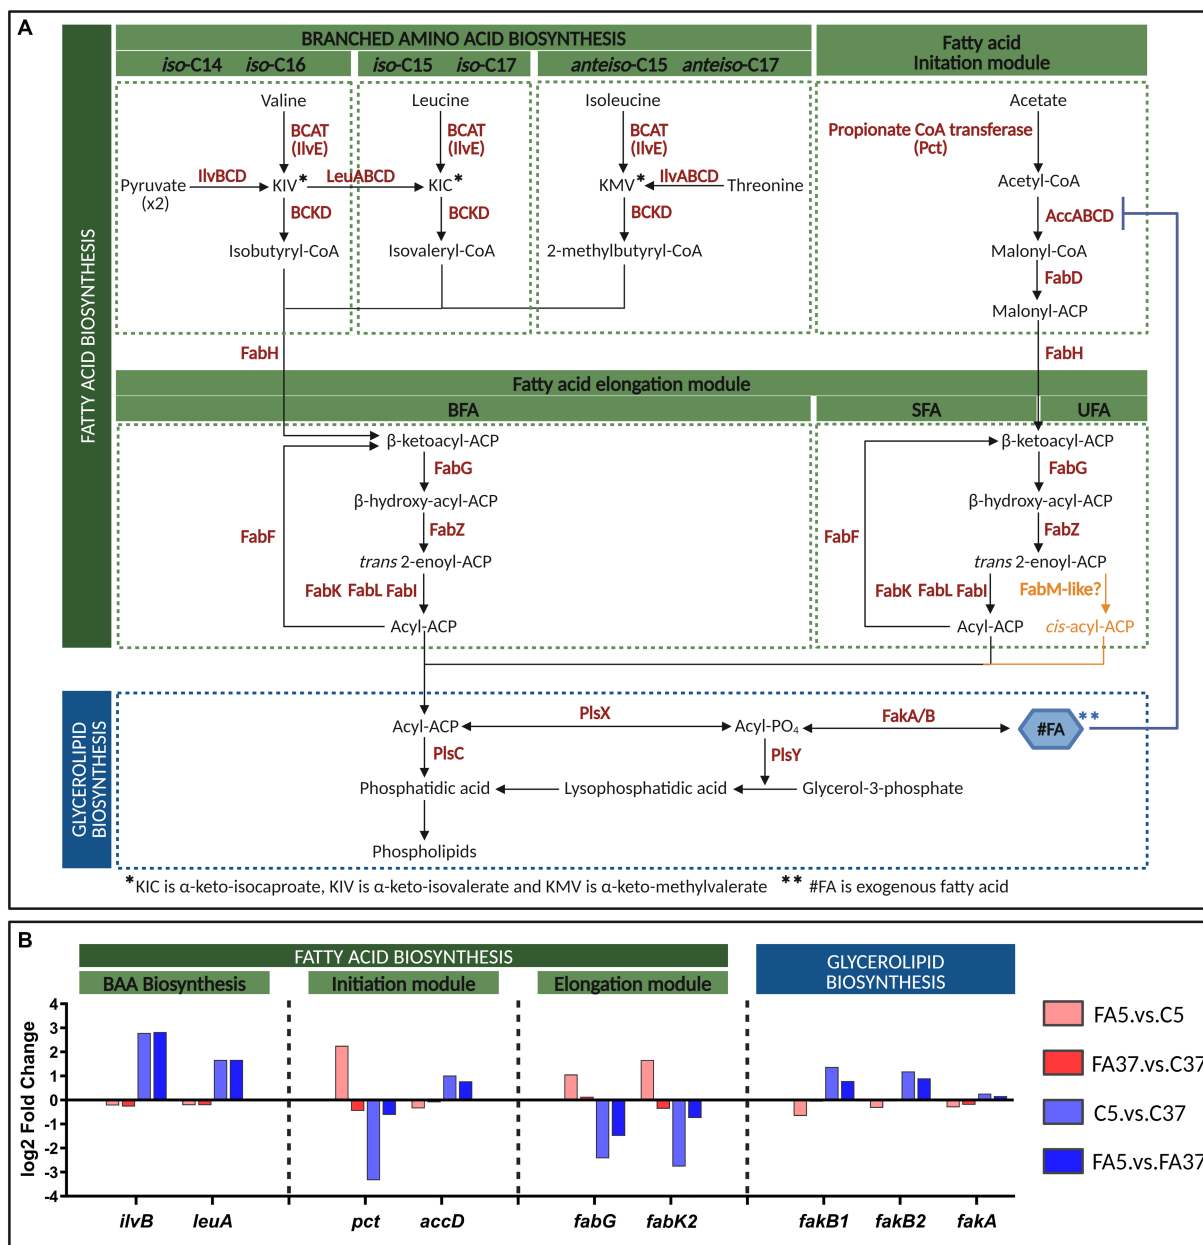 A
FATTY ACID BIOSYNTHESIS
BRANCHED AMINO ACID BIOSYNTHESIS
iso-C14 iso-C16
iso-C15 iso-C17
anteiso-C15 anteiso-C17
Fatty acid
Initation module
Valine
BCAT
(IlvE)
Pyruvate
(x2)
IlvBCD
KIV*
LeuABCD
BCKD
Isobutyryl-CoA
Leucine
BCAT
(IlvE)
KIC*
BCKD
Isovaleryl-CoA
Isoleucine
BCAT
(IlvE)
KMV*
IlvABCD
Threonine
BCKD
2-methylbutyryl-CoA
Acetate
Propionate CoA transferase
(Pct)
Acetyl-CoA
AccABCD
Malonyl-CoA
FabD
Malonyl-ACP
FabH
FabH
Fatty acid elongation module
BFA
SFA
UFA
β-ketoacyl-ACP
FabG
β-hydroxy-acyl-ACP
FabZ
FabF
trans 2-enoyl-ACP
FabK FabL FabI
Acyl-ACP
β-ketoacyl-ACP
FabG
β-hydroxy-acyl-ACP
FabZ
FabF
trans 2-enoyl-ACP
FabK FabL FabI
FabM-like?
Acyl-ACP
cis-acyl-ACP
GLYCEROLIPID
BIOSYNTHESIS
Acyl-ACP
PlsX
Acyl-PO4
FakA/B
#FA
**
PlsC
PlsY
Phosphatidic acid
Lysophosphatidic acid
Glycerol-3-phosphate
Phospholipids
*KIC is α-keto-isocaproate, KIV is α-keto-isovalerate and KMV is α-keto-methylvalerate ** #FA is exogenous fatty acid
B
FATTY ACID BIOSYNTHESIS
GLYCEROLIPID
BIOSYNTHESIS
BAA Biosynthesis
Initiation module
Elongation module
log2 Fold Change
4
3
2
1
0
-1
-2
-3
-4
ilvB
leuA
pct
accD
fabG
fabK2
fakB1
fakB2
fakA
FA5.vs.C5
FA37.vs.C37
C5.vs.C37
FA5.vs.FA37